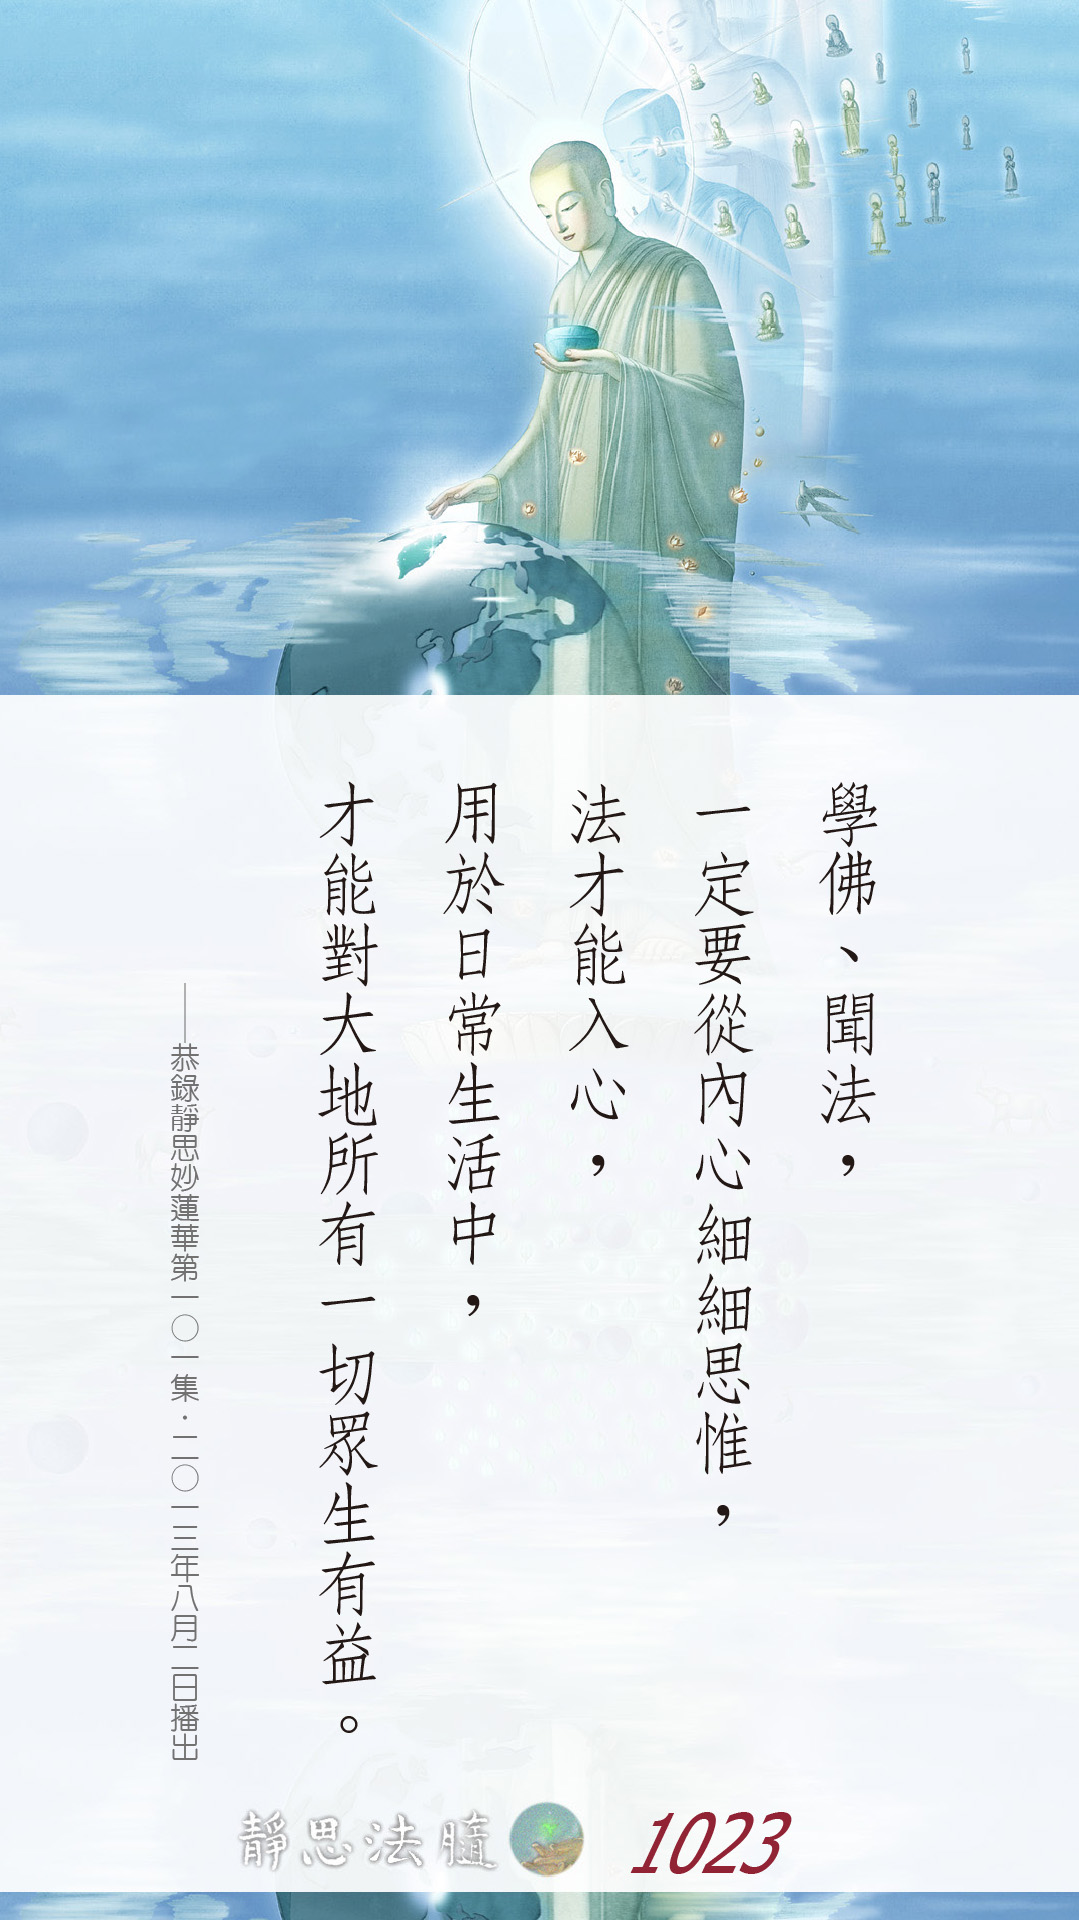 學佛、聞法，
一定要從內心細細思惟，
法才能入心，
用於日常生活中，
才能對大地所有一切眾生有益。
——恭錄靜思妙蓮華第一〇一集·二〇一三年八月二日播出
靜思法髓
1023